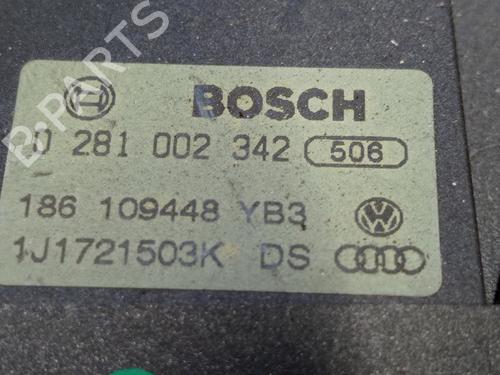 B-PARTS
BOSCH
0 281 002 342 506
186 109448 YB3
1J1721503K DS